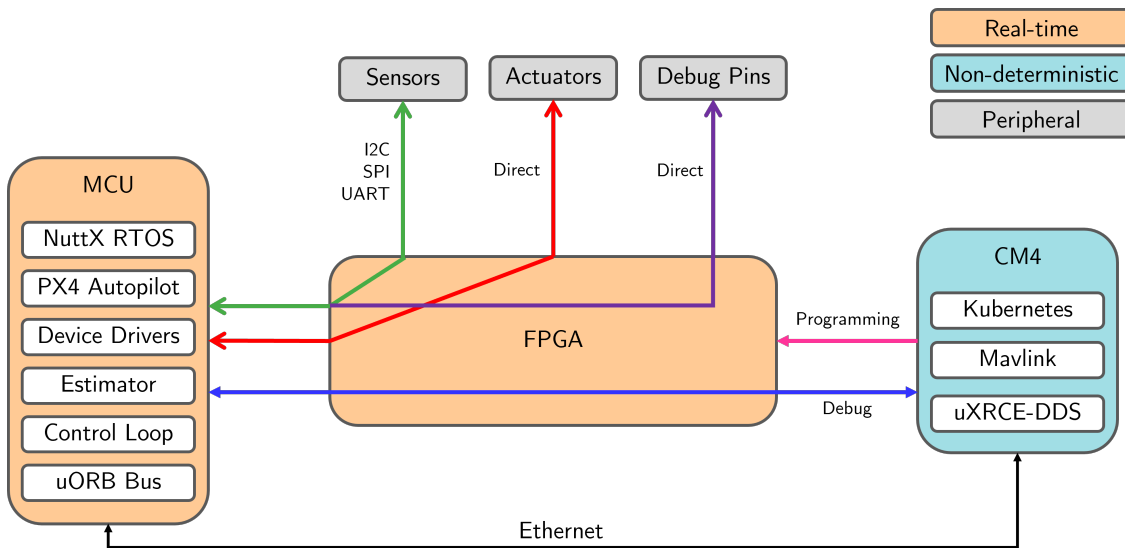 Real-time
Non-deterministic
Peripheral
Sensors
Actuators
Debug Pins
I2C
SPI
UART
Direct
Direct
MCU
NuttX RTOS
PX4 Autopilot
Device Drivers
Estimator
Control Loop
uORB Bus
FPGA
Programming
Debug
CM4
Kubernetes
Mavlink
uXRCE-DDS
Ethernet